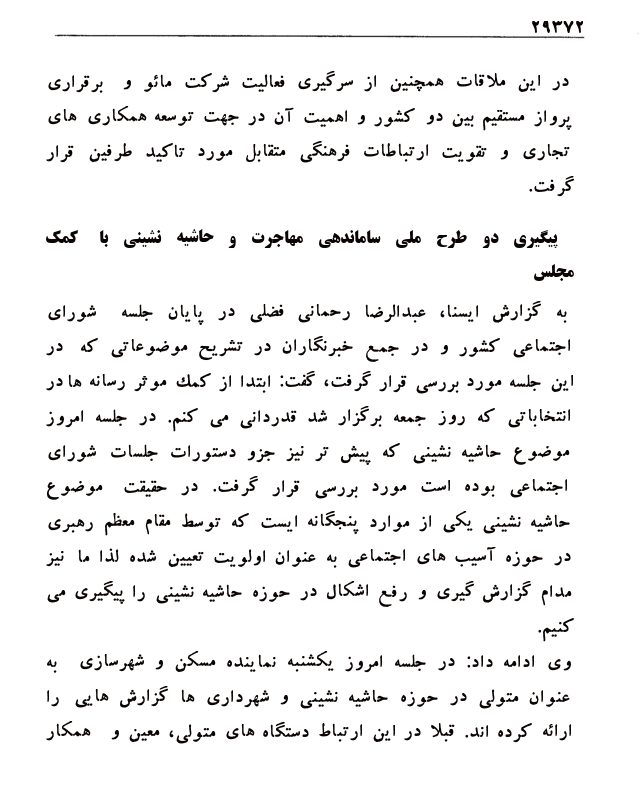 ۲۹۳۷۲
در این ملاقات همچنین از سرگیری فعالیت شرکت مائو و برقراری
پرواز مستقیم بین دو کشور و اهمیت آن در جهت توسعه همکاری های
تجاری و تقویت ارتباطات فرهنگی متقابل مورد تاکید طرفین قرار
گرفت.
پیگیری دو طرح ملی ساماندهی مهاجرت و حاشیه نشینی با کمک
مجلس
به گزارش ایسنا، عبدالرضا رحمانی فضلی در پایان جلسه شورای
اجتماعی کشور و در جمع خبرنگاران در تشریح موضوعاتی که در
این جلسه مورد بررسی قرار گرفت، گفت: ابتدا از کمك موثر رسانه ها در
انتخاباتی که روز جمعه برگزار شد قدردانی می کنم. در جلسه امروز
موضوع حاشیه نشینی که پیش تر نیز جزو دستورات جلسات شورای
اجتماعی بوده است مورد بررسی قرار گرفت. در حقیقت موضوع
حاشیه نشینی یکی از موارد پنجگانه ایست که توسط مقام معظم رهبری
در حوزه آسیب های اجتماعی به عنوان اولویت تعیین شده لذا ما نیز
مدام گزارش گیری و رفع اشکال در حوزه حاشیه نشینی را پیگیری می
کنیم.
وی ادامه داد: در جلسه امروز یکشنبه نماینده مسکن و شهرسازی به
عنوان متولی در حوزه حاشیه نشینی و شهرداری ها گزارش هایی را
ارائه کرده اند. قبلا در این ارتباط دستگاه های متولی، معین و همکار